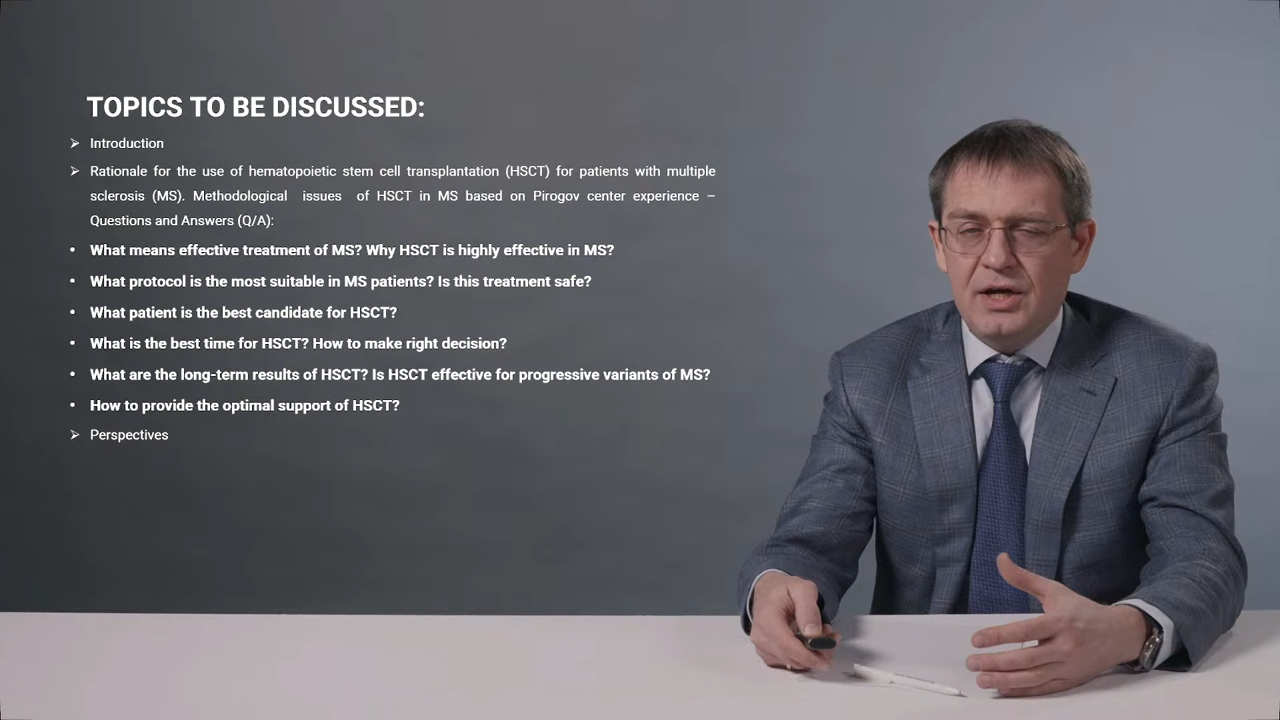 TOPICS TO BE DISCUSSED:
➢ Introduction
➢ Rationale for the use of hematopoietic stem cell transplantation (HSCT) for patients with multiple
sclerosis (MS). Methodological issues of HSCT in MS based on Pirogov center experience –
Questions and Answers (Q/A):
• What means effective treatment of MS? Why HSCT is highly effective in MS?
• What protocol is the most suitable in MS patients? Is this treatment safe?
• What patient is the best candidate for HSCT?
• What is the best time for HSCT? How to make right decision?
• What are the long-term results of HSCT? Is HSCT effective for progressive variants of MS?
• How to provide the optimal support of HSCT?
➢ Perspectives